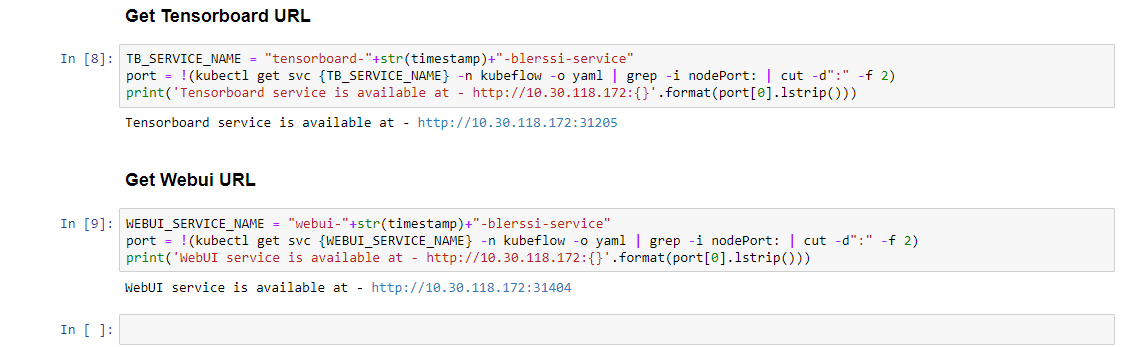 Get Tensorboard URL
In [8]: TB_SERVICE_NAME = "tensorboard-"+str(timestamp)+"-blerssi-service"
port = !(kubectl get svc {TB_SERVICE_NAME} -n kubeflow -o yaml | grep -i nodePort: | cut -d":" -f 2)
print('Tensorboard service is available at - http://10.30.118.172:{}'.format(port[0].lstrip()))
Tensorboard service is available at - http://10.30.118.172:31205
Get Webui URL
In [9]: WEBUI_SERVICE_NAME = "webui-"+str(timestamp)+"-blerssi-service"
port = !(kubectl get svc {WEBUI_SERVICE_NAME} -n kubeflow -o yaml | grep -i nodePort: | cut -d":" -f 2)
print('WebUI service is available at - http://10.30.118.172:{}'.format(port[0].lstrip()))
WebUI service is available at - http://10.30.118.172:31404
In [ ]: